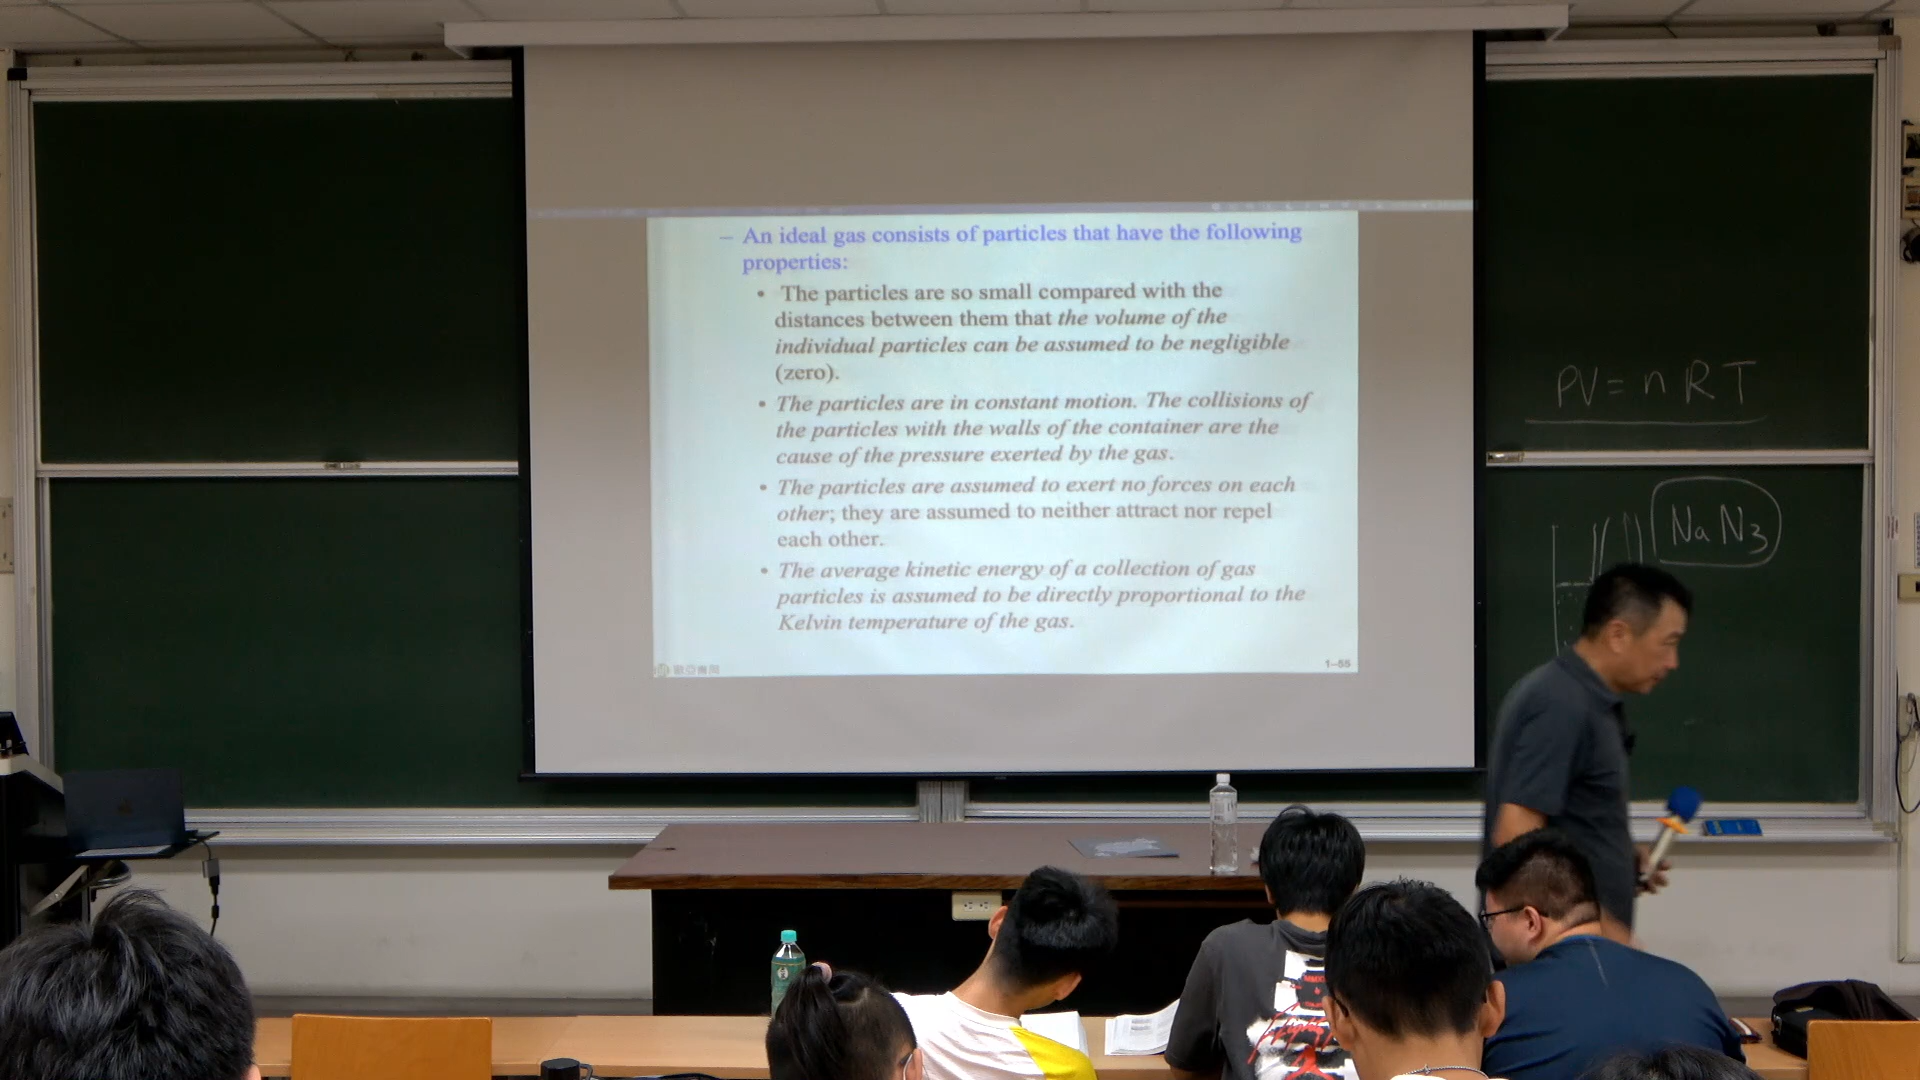 – An ideal gas consists of particles that have the following
properties:
• The particles are so small compared with the
distances between them that the volume of the
individual particles can be assumed to be negligible
(zero).
• The particles are in constant motion. The collisions of
the particles with the walls of the container are the
cause of the pressure exerted by the gas.
• The particles are assumed to exert no forces on each
other; they are assumed to neither attract nor repel
each other.
• The average kinetic energy of a collection of gas
particles is assumed to be directly proportional to the
Kelvin temperature of the gas.
1–55
PV = nRT
NaN3